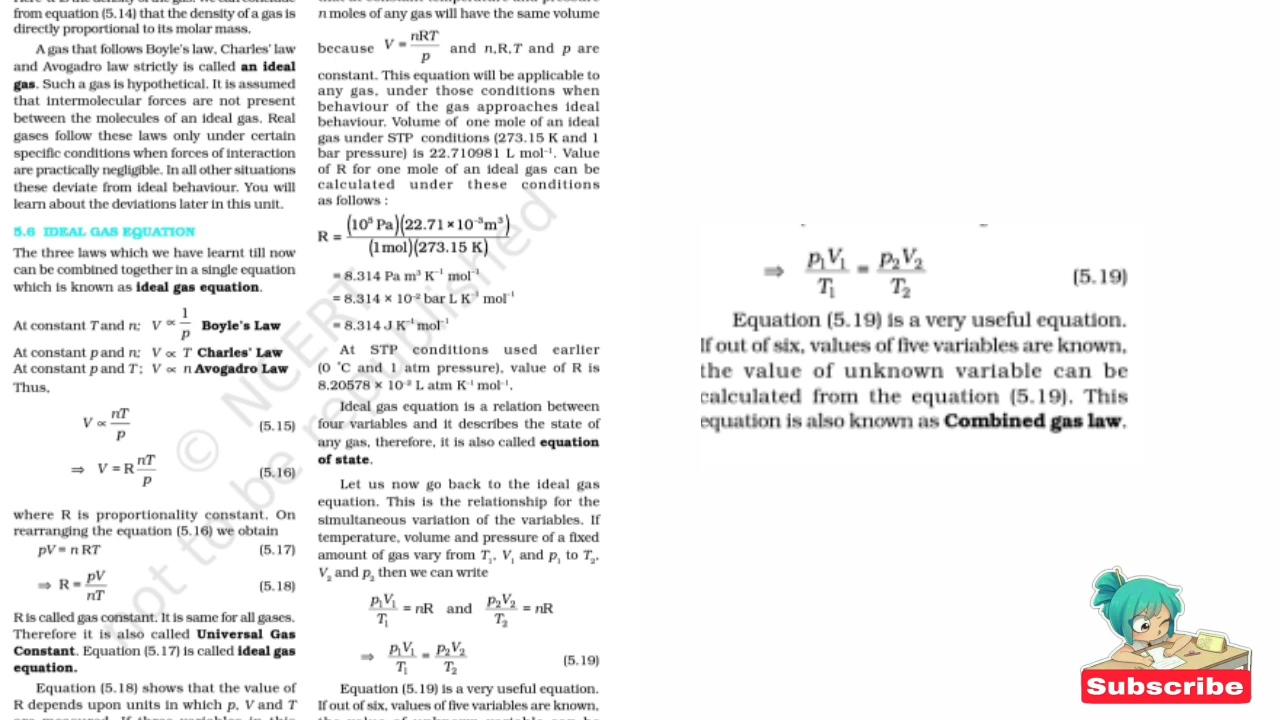 from equation (5.14) that the density of a gas is
directly proportional to its molar mass.
A gas that follows Boyle's law, Charles' law
and Avogadro law strictly is called an ideal
gas. Such a gas is hypothetical. It is assumed
that intermolecular forces are not present
between the molecules of an ideal gas. Real
gases follow these laws only under certain
specific conditions when forces of interaction
are practically negligible. In all other situations
these deviate from ideal behaviour. You will
learn about the deviations later in this unit.
5.6 IDEAL GAS EQUATION
The three laws which we have learnt till now
can be combined together in a single equation
which is known as ideal gas equation.
At constant T and n; V ∝ 1/p Boyle's Law
At constant p and n; V ∝ T Charles' Law
At constant p and T; V ∝ n Avogadro Law
Thus,
V ∝ nT/p (5.15)
⇒ V = R nT/p (5.16)
where R is proportionality constant. On
rearranging the equation (5.16) we obtain
pV = n RT (5.17)
⇒ R = pV/nT (5.18)
R is called gas constant. It is same for all gases.
Therefore it is also called Universal Gas
Constant. Equation (5.17) is called ideal gas
equation.
Equation (5.18) shows that the value of
R depends upon units in which p, V and T
n moles of any gas will have the same volume
because V = nRT/p and n,R,T and p are
constant. This equation will be applicable to
any gas, under those conditions when
behaviour of the gas approaches ideal
behaviour. Volume of one mole of an ideal
gas under STP conditions (273.15 K and 1
bar pressure) is 22.710981 L mol⁻¹. Value
of R for one mole of an ideal gas can be
calculated under these conditions
as follows :
R = (10⁵ Pa)(22.71 × 10⁻³ m³)/(1 mol)(273.15 K)
= 8.314 Pa m³ K⁻¹ mol⁻¹
= 8.314 × 10⁻² bar L K⁻¹ mol⁻¹
= 8.314 J K⁻¹ mol⁻¹
At STP conditions used earlier
(0 °C and 1 atm pressure), value of R is
8.20578 × 10⁻² L atm K⁻¹ mol⁻¹.
Ideal gas equation is a relation between
four variables and it describes the state of
any gas, therefore, it is also called equation
of state.
Let us now go back to the ideal gas
equation. This is the relationship for the
simultaneous variation of the variables. If
temperature, volume and pressure of a fixed
amount of gas vary from T₁, V₁ and p₁ to T₂,
V₂ and p₂ then we can write
p₁V₁/T₁ = nR and p₂V₂/T₂ = nR
⇒ p₁V₁/T₁ = p₂V₂/T₂ (5.19)
Equation (5.19) is a very useful equation.
If out of six, values of five variables are known,
© NCERT
not to be republished
⇒ p₁V₁/T₁ = p₂V₂/T₂ (5.19)
Equation (5.19) is a very useful equation.
If out of six, values of five variables are known,
the value of unknown variable can be
calculated from the equation (5.19). This
equation is also known as Combined gas law.
Subscribe